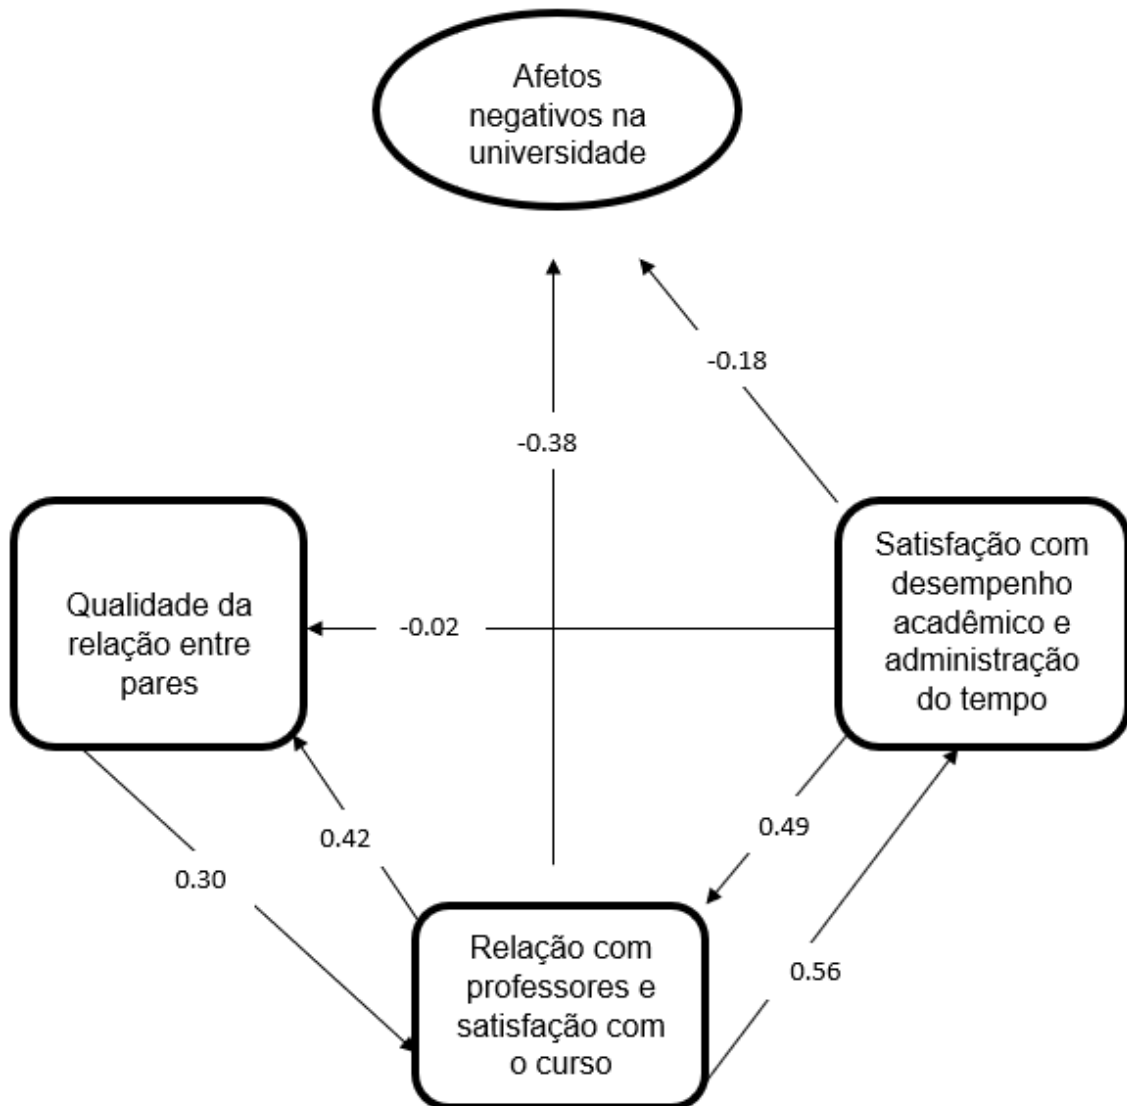 Afetos
negativos na
universidade
-0.18
-0.38
Qualidade da
relação entre
pares
-0.02
Satisfação com
desempenho
acadêmico e
administração
do tempo
0.49
0.42
0.30
0.56
Relação com
professores e
satisfação com
o curso